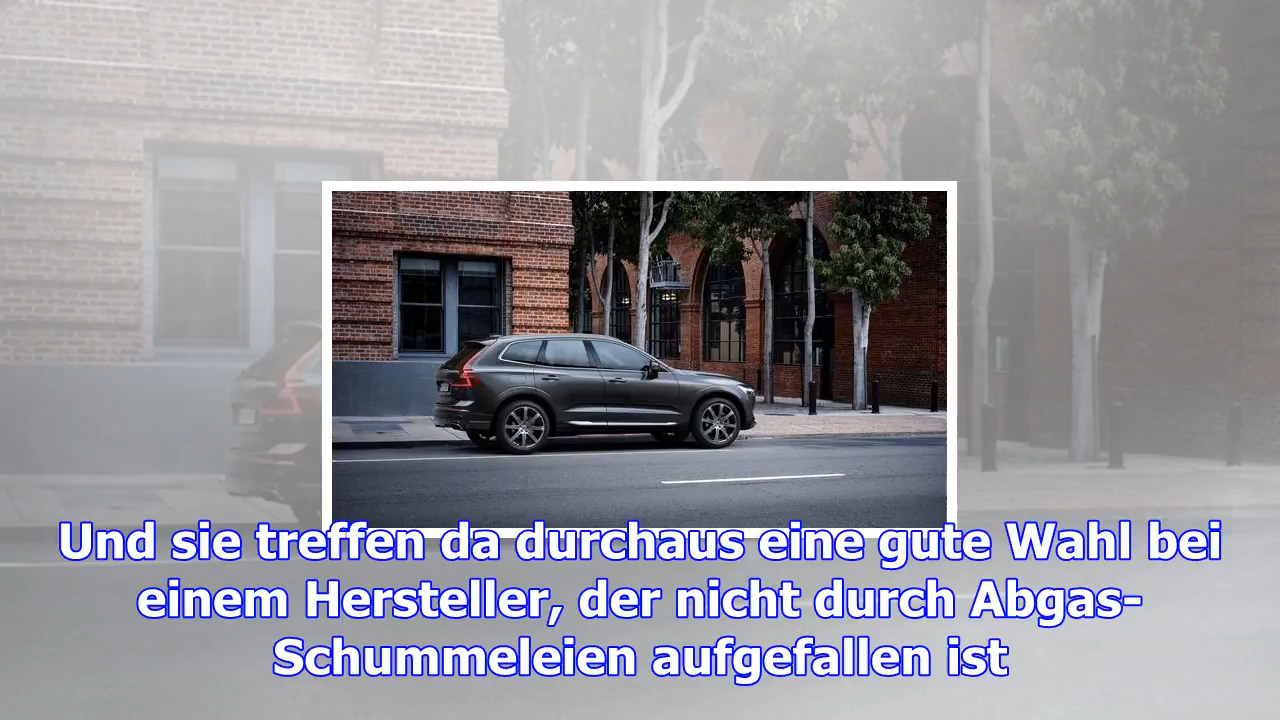 Und sie treffen da durchaus eine gute Wahl bei
einem Hersteller, der nicht durch Abgas-
Schummeleien aufgefallen ist